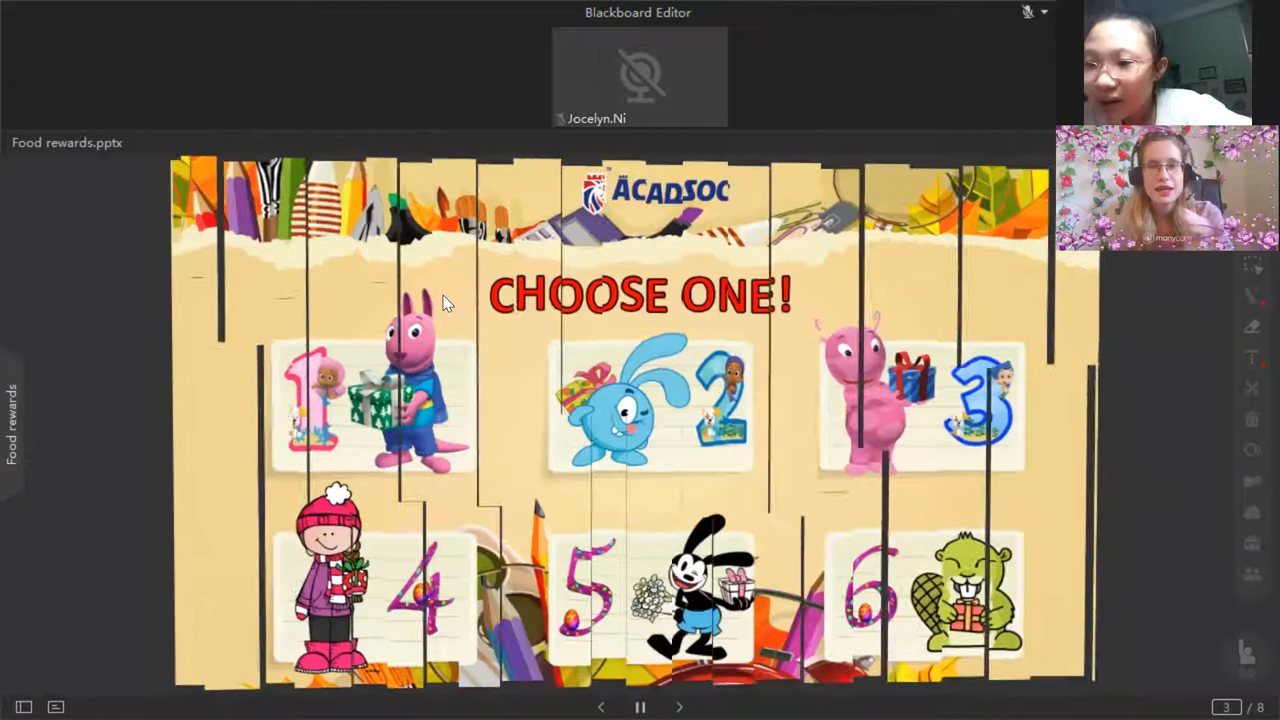 Blackboard Editor
Jocelyn.Ni
Food rewards.pptx
ACADSOC
manycam
CHOOSE ONE!
1
2
3
4
5
6
Food rewards
3 / 8